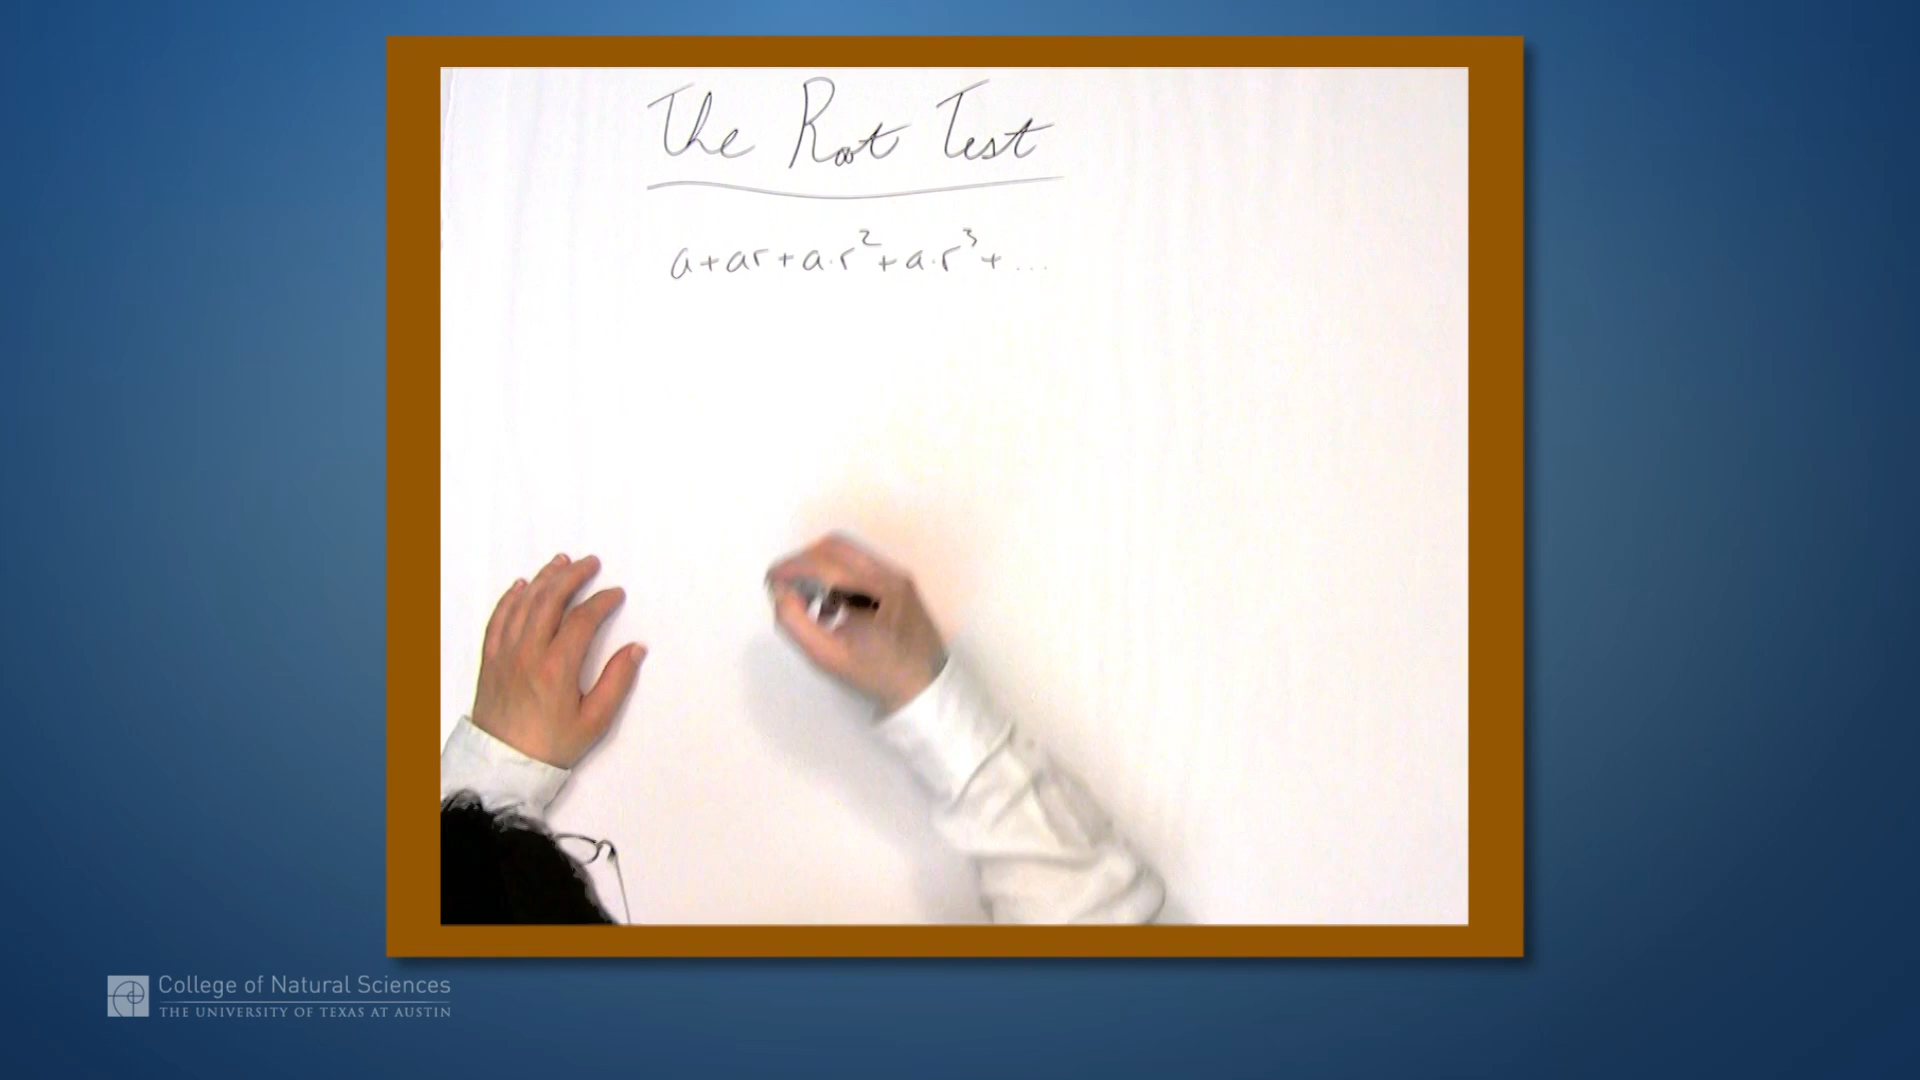 The Root Test
a+ar+a·r²+a·r³+...
College of Natural Sciences
THE UNIVERSITY OF TEXAS AT AUSTIN